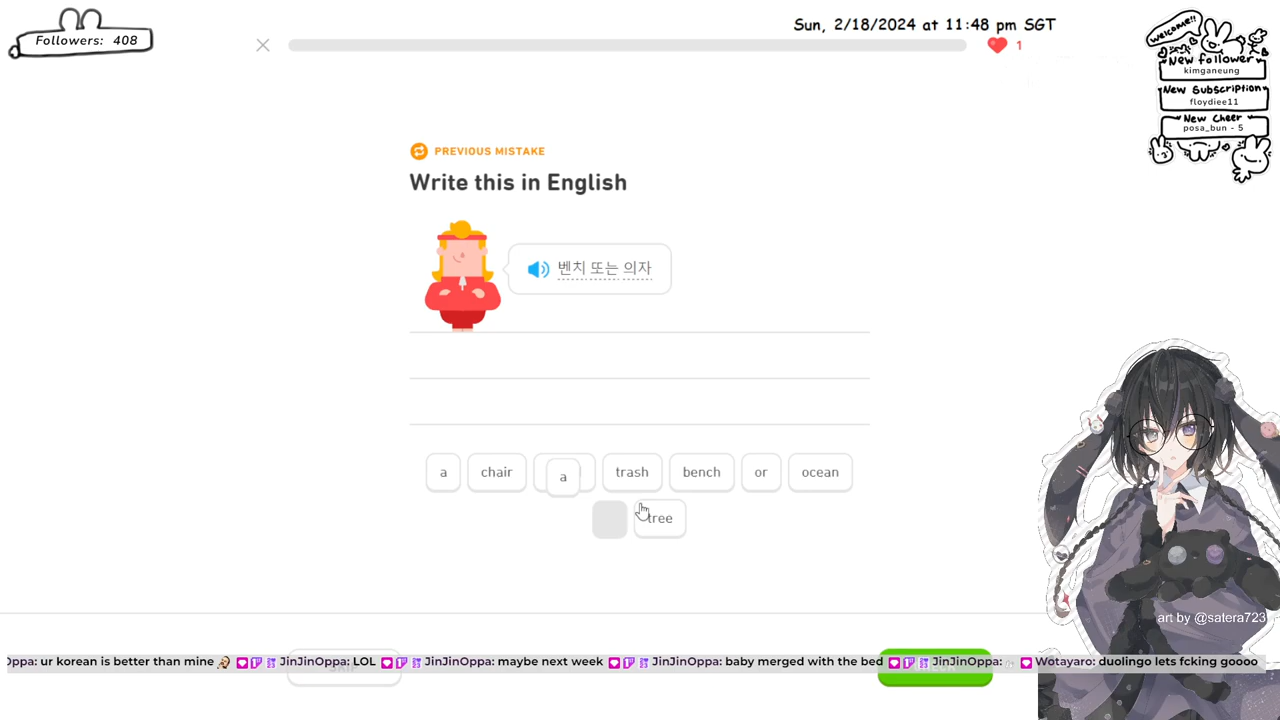 Followers: 408
Sun, 2/18/2024 at 11:48 pm SGT
1
welcome!!
New follower
kimganeung
New Subscription
floydiee11
New Cheer
posa_bun - 5
PREVIOUS MISTAKE
Write this in English
벤치 또는 의자
a chair a trash bench or ocean
tree
art by @satera723
Oppa: ur korean is better than mine JinJinOppa: LOL JinJinOppa: maybe next week JinJinOppa: baby merged with the bed JinJinOppa: Wotayaro: duolingo lets fcking goooo